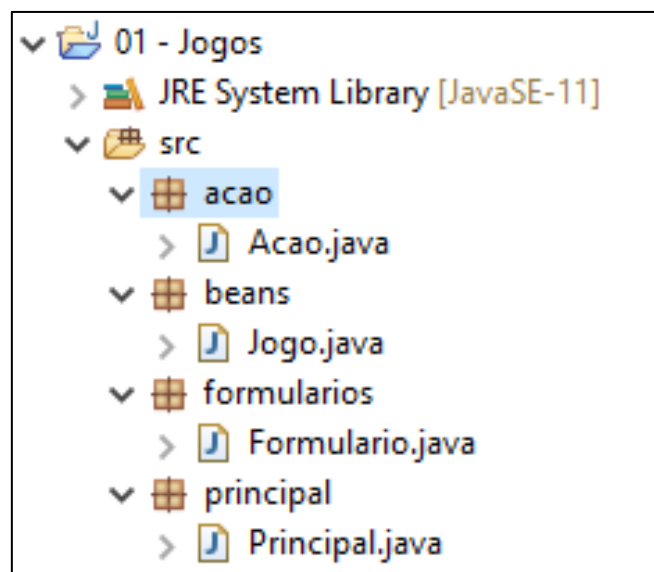 01 - Jogos
JRE System Library [JavaSE-11]
src
acao
Acao.java
beans
Jogo.java
formularios
Formulario.java
principal
Principal.java